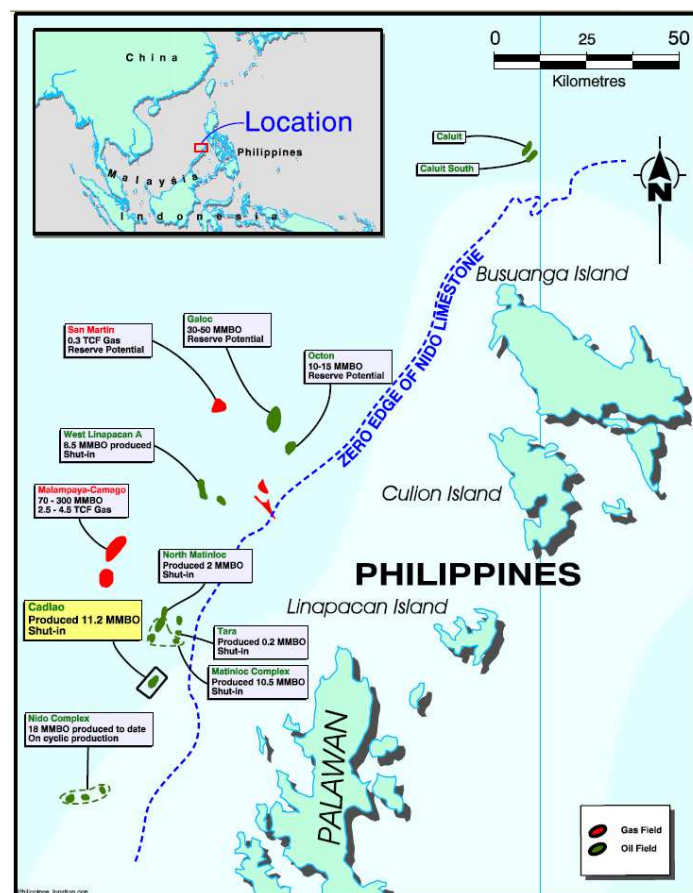 China
Location
Philippines
Malaysia
Indonesia
0 25 50
Kilometres
N
Caluit
Caluit South
Busuanga Island
ZERO EDGE OF NIDO LIMESTONE
San Martin
0.3 TCF Gas
Reserve Potential
Galoc
30-50 MMBO
Reserve Potential
Octon
10-15 MMBO
Reserve Potential
West Linapacan A
8.5 MMBO produced
Shut-in
Culion Island
Malampaya-Camago
70 - 300 MMBO
2.5 - 4.5 TCF Gas
North Matinloc
Produced 2 MMBO
Shut-in
PHILIPPINES
Linapacan Island
Cadlao
Produced 11.2 MMBO
Shut-in
Tara
Produced 0.2 MMBO
Shut-in
Matinloc Complex
Produced 10.5 MMBO
Shut-in
Nido Complex
18 MMBO produced to date
On cyclic production
PALAWAN
Gas Field
Oil Field